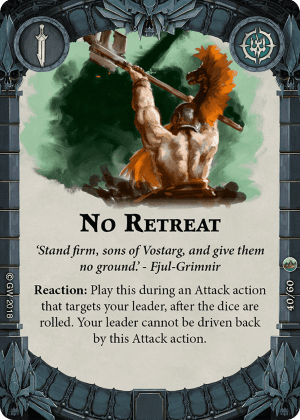 NO RETREAT
‘Stand firm, sons of Vostarg, and give them
no ground.’ - Fjul-Grimnir
Reaction: Play this during an Attack action
that targets your leader, after the dice are
rolled. Your leader cannot be driven back
by this Attack action.
© GW 2018
40/60